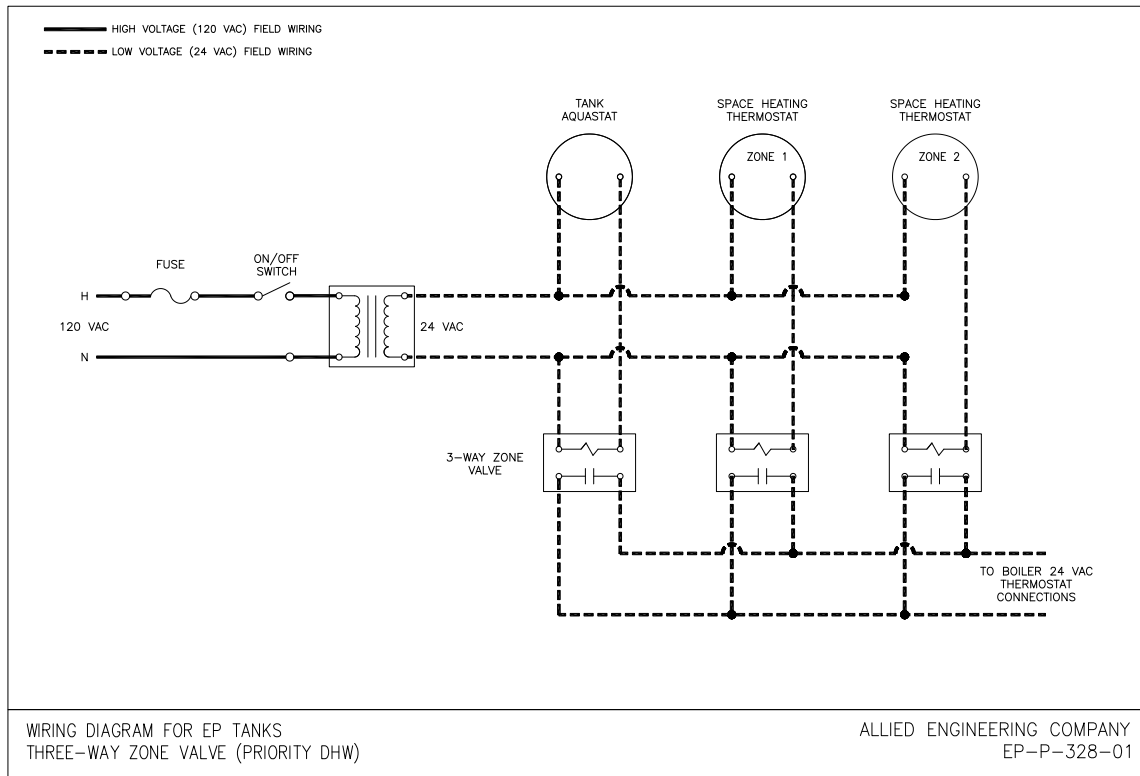 HIGH VOLTAGE (120 VAC) FIELD WIRING
LOW VOLTAGE (24 VAC) FIELD WIRING
TANK
AQUASTAT
SPACE HEATING
THERMOSTAT
SPACE HEATING
THERMOSTAT
ZONE 1
ZONE 2
FUSE
ON/OFF
SWITCH
H
120 VAC
24 VAC
N
3-WAY ZONE
VALVE
TO BOILER 24 VAC
THERMOSTAT
CONNECTIONS
WIRING DIAGRAM FOR EP TANKS
THREE-WAY ZONE VALVE (PRIORITY DHW)
ALLIED ENGINEERING COMPANY
EP-P-328-01